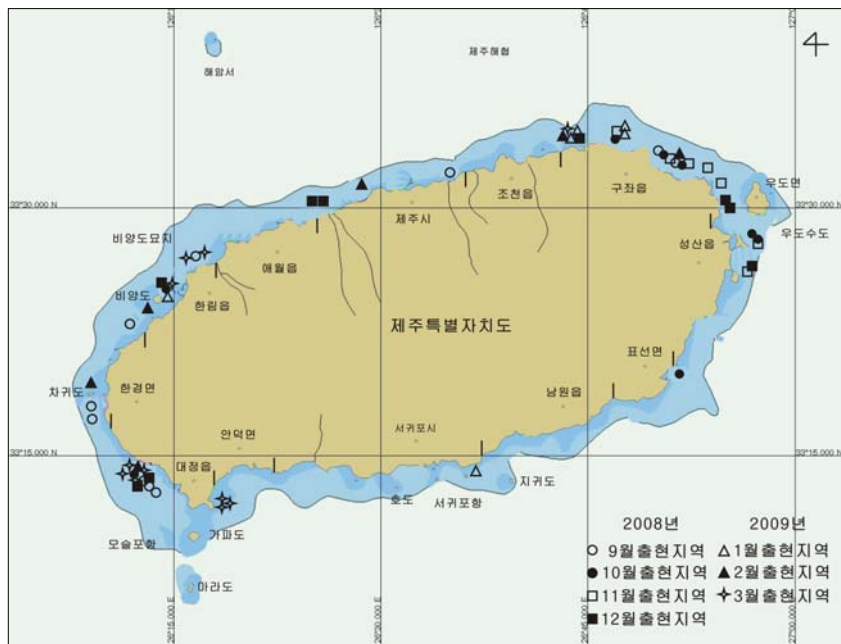 제주해협
해암서
우도면
구좌읍
조천읍
33°30.000 N
제주시
우도수도
비양도묘지
성산읍
애월읍
비양도
한림읍
제주특별자치도
표선면
차귀도
한경면
남원읍
안덕면
서귀포시
33°15.000 N
대정읍
지귀도
호도
서귀포항
모슬포항
가파도
마라도
2008년
2009년
9월출현지역
1월출현지역
10월출현지역
2월출현지역
11월출현지역
3월출현지역
12월출현지역